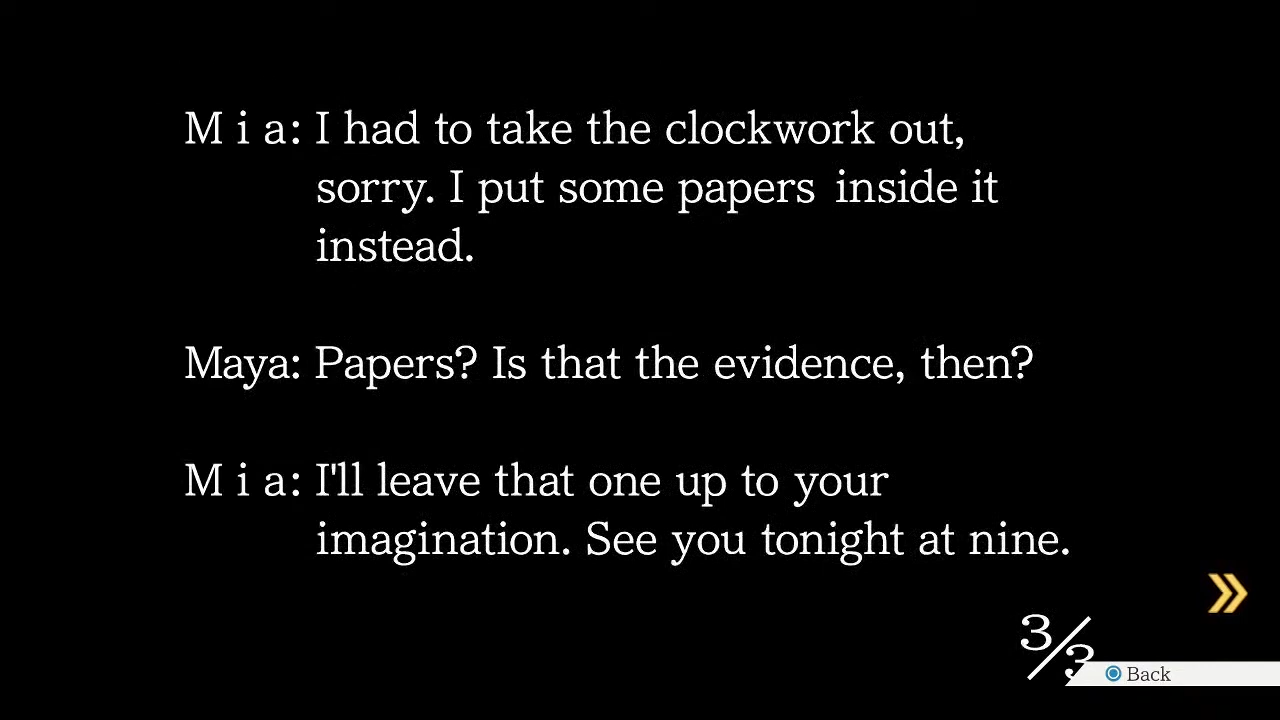 M i a: I had to take the clockwork out,
sorry. I put some papers inside it
instead.
Maya: Papers? Is that the evidence, then?
M i a: I'll leave that one up to your
imagination. See you tonight at nine.
3/3
Back